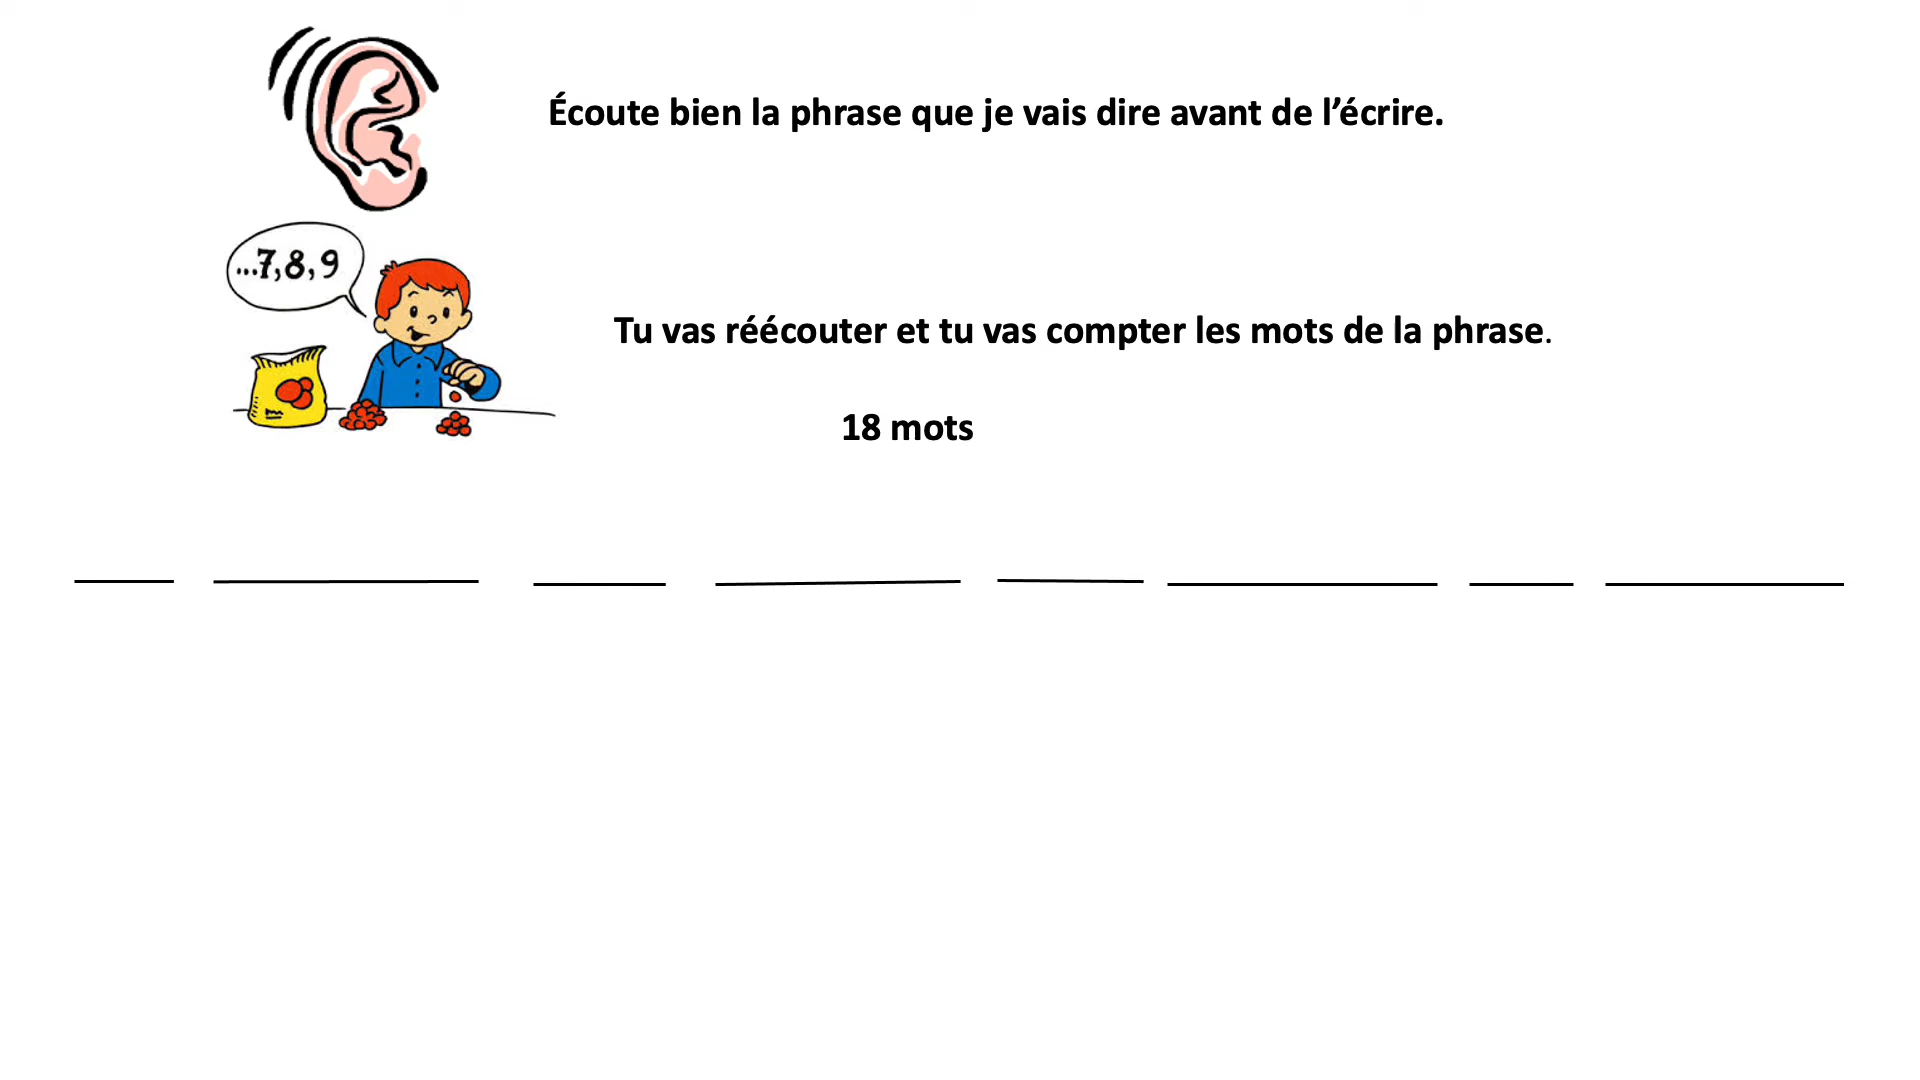 Écoute bien la phrase que je vais dire avant de l’écrire.
...7,8,9
Tu vas réécouter et tu vas compter les mots de la phrase.
18 mots